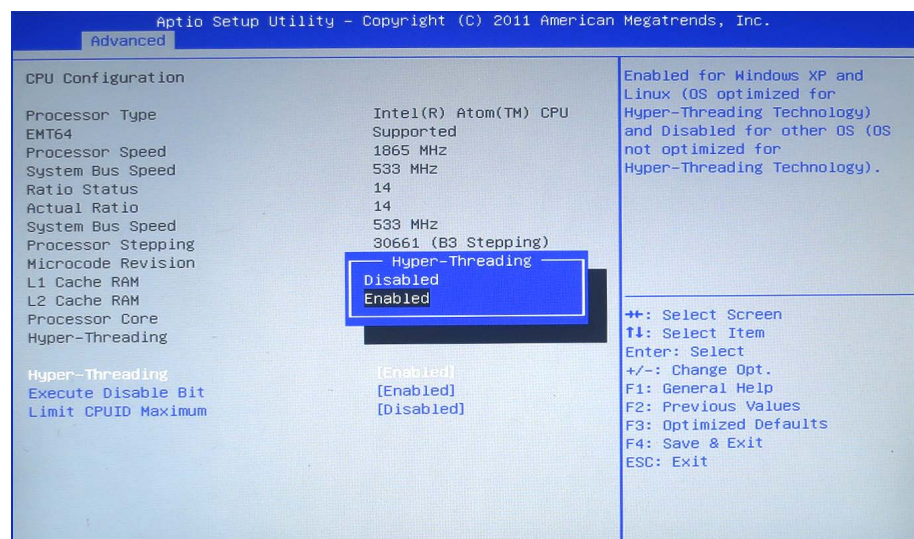 Aptio Setup Utility – Copyright (C) 2011 American Megatrends, Inc.
Advanced
CPU Configuration
Processor Type Intel(R) Atom(TM) CPU
EMT64 Supported
Processor Speed 1865 MHz
System Bus Speed 533 MHz
Ratio Status 14
Actual Ratio 14
System Bus Speed 533 MHz
Processor Stepping 30661 (B3 Stepping)
Microcode Revision
L1 Cache RAM
L2 Cache RAM
Processor Core
Hyper-Threading
Hyper-Threading [Enabled]
Execute Disable Bit [Enabled]
Limit CPUID Maximum [Disabled]
Hyper-Threading
Disabled
Enabled
Enabled for Windows XP and
Linux (OS optimized for
Hyper-Threading Technology)
and Disabled for other OS (OS
not optimized for
Hyper-Threading Technology).
→←: Select Screen
↑↓: Select Item
Enter: Select
+/-: Change Opt.
F1: General Help
F2: Previous Values
F3: Optimized Defaults
F4: Save & Exit
ESC: Exit